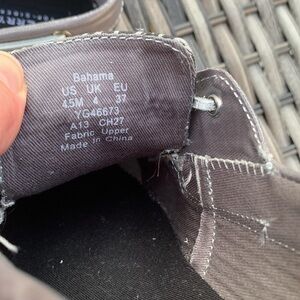 Bahama
US UK EU
4.5M 4 37
YG46673
A13 CH27
Fabric Upper
Made in China